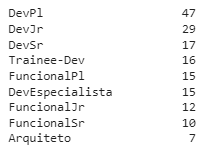 DevPl 47
DevJr 29
DevSr 17
Trainee-Dev 16
FuncionalPl 15
DevEspecialista 15
FuncionalJr 12
FuncionalSr 10
Arquiteto 7